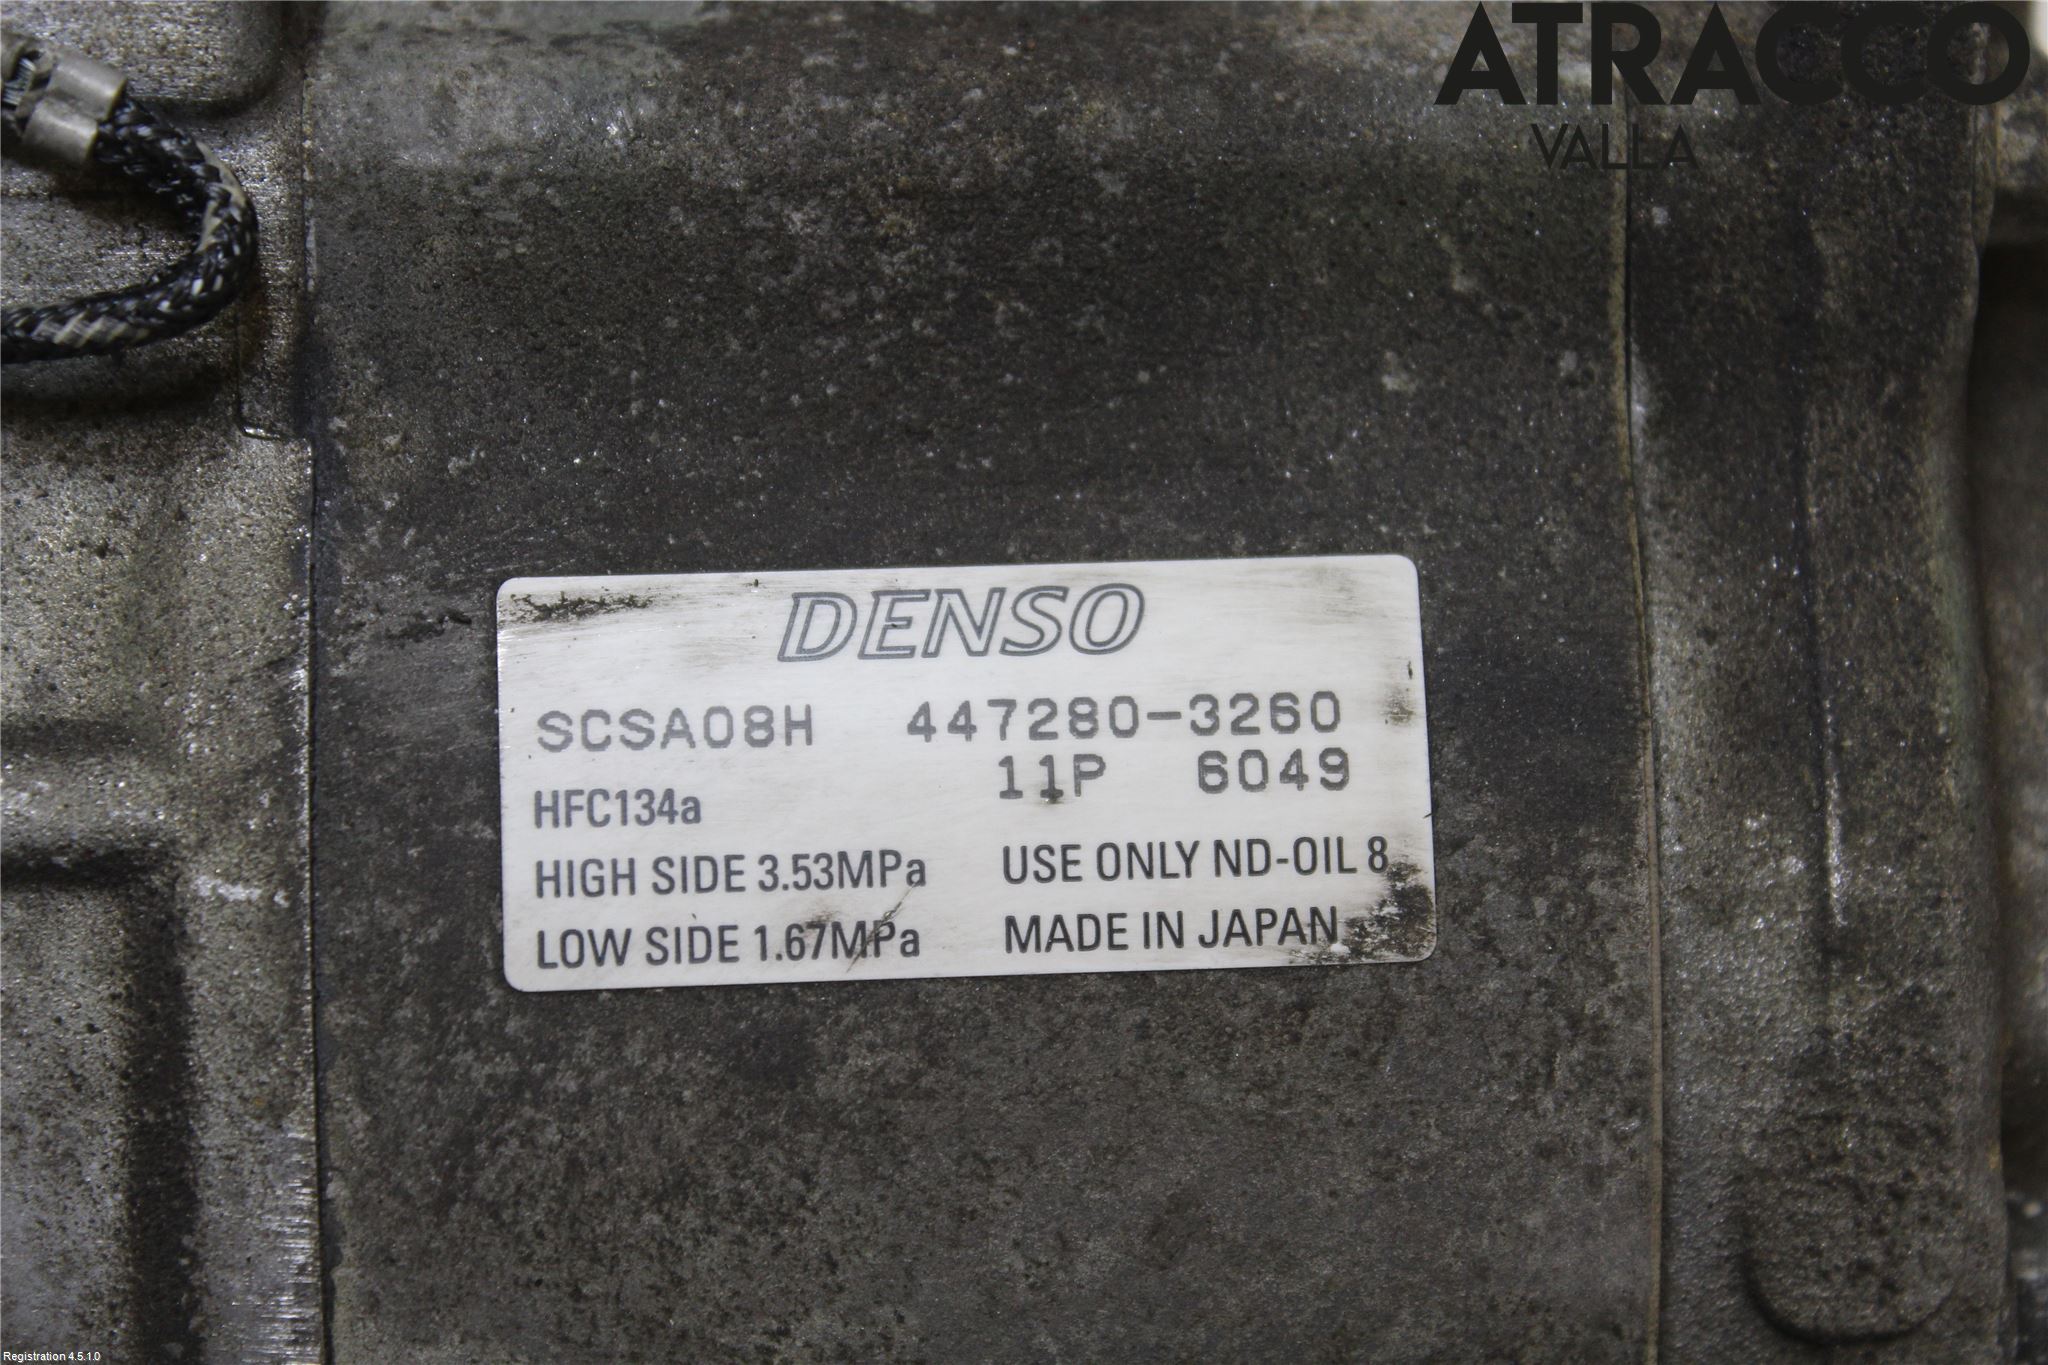 ATRACCO
VALLA
DENSO
SCSA08H 447280-3260
11P 6049
HFC134a
HIGH SIDE 3.53MPa USE ONLY ND-OIL 8
LOW SIDE 1.67MPa MADE IN JAPAN
Registration 4.5.1.0